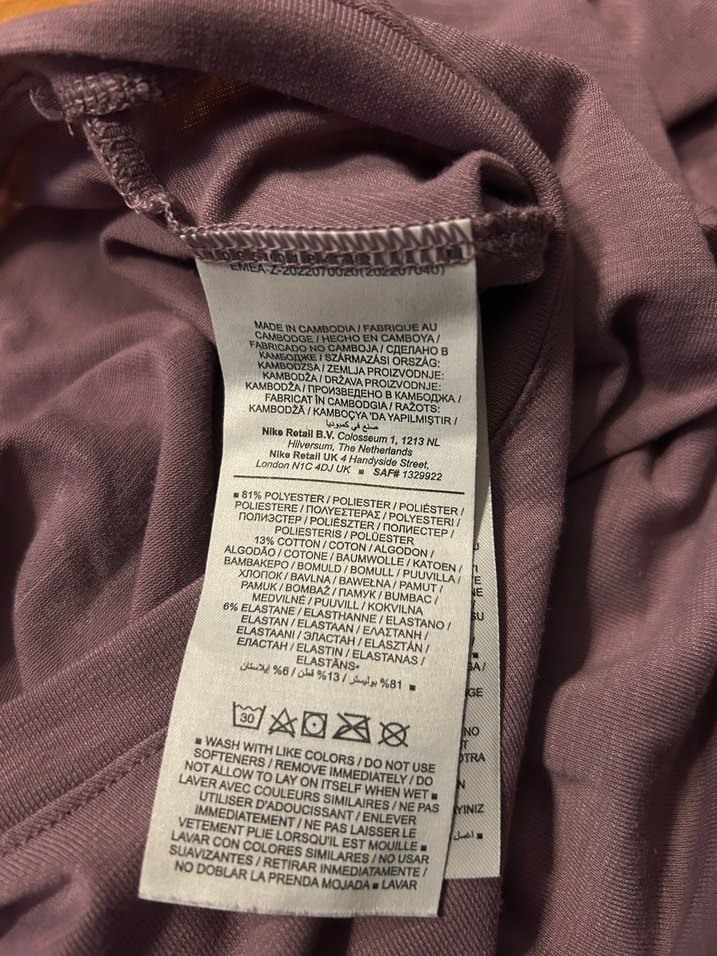 EMEA-Z-2022070020(202207040)
MADE IN CAMBODIA / FABRIQUE AU
CAMBODGE / HECHO EN CAMBOYA /
FABRICADO NO CAMBOJA / СДЕЛАНО В
КАМБОДЖЕ / SZÁRMAZÁSI ORSZÁG:
KAMBODZSA / ZEMLJA PROIZVODNJE:
KAMBODŽA / DRŽAVA PROIZVODNJE:
KAMBODŽA / ПРОИЗВЕДЕНО В КАМБОДЖА /
FABRICAT ÎN CAMBODGIA / RAŽOTS:
KAMBODŽĀ / KAMBOÇYA 'DA YAPILMIŞTIR /
صنع في كمبوديا
Nike Retail B.V. Colosseum 1, 1213 NL
Hilversum, The Netherlands
Nike Retail UK 4 Handyside Street,
London N1C 4DJ UK ■ SAF# 1329922
■ 81% POLYESTER / POLIESTER / POLIÉSTER /
POLIESTERE / ΠΟΛΥΕΣΤΕΡΑΣ / POLYESTERI /
ПОЛИЭСТЕР / POLIÉSZTER / ПОЛИЕСТЕР /
POLIESTERIS / POLÜESTER
13% COTTON / COTON / ALGODON /
ALGODÃO / COTONE / BAUMWOLLE / KATOEN /
ΒΑΜΒΑΚΕΡΟ / BOMULD / BOMULL / PUUVILLA /
ХЛОПОК / BAVLNA / BAWEŁNA / PAMUT /
PAMUK / BOMBAŽ / ПАМУК / BUMBAC /
MEDVILNĖ / PUUVILL / KOKVILNA
6% ELASTANE / ELASTHANNE / ELASTANO /
ELASTAN / ELASTAAN / ΕΛΑΣΤΑΝΗ /
ELASTAANI / ЭЛАСТАН / ELASZTÁN /
ЕЛАСТАН / ELASTIN / ELASTANAS /
ELASTĀNS*
81% بوليستر / 13% قطن / 6% إيلاستان ■
30
■ WASH WITH LIKE COLORS / DO NOT USE
SOFTENERS / REMOVE IMMEDIATELY / DO
NOT ALLOW TO LAY ON ITSELF WHEN WET ■
LAVER AVEC COULEURS SIMILAIRES / NE PAS
UTILISER D'ADOUCISSANT / ENLEVER
IMMEDIATEMENT / NE PAS LAISSER LE
VETEMENT PLIE LORSQU'IL EST MOUILLE ■
LAVAR CON COLORES SIMILARES / NO USAR
SUAVIZANTES / RETIRAR INMEDIATAMENTE /
NO DOBLAR LA PRENDA MOJADA ■ LAVAR